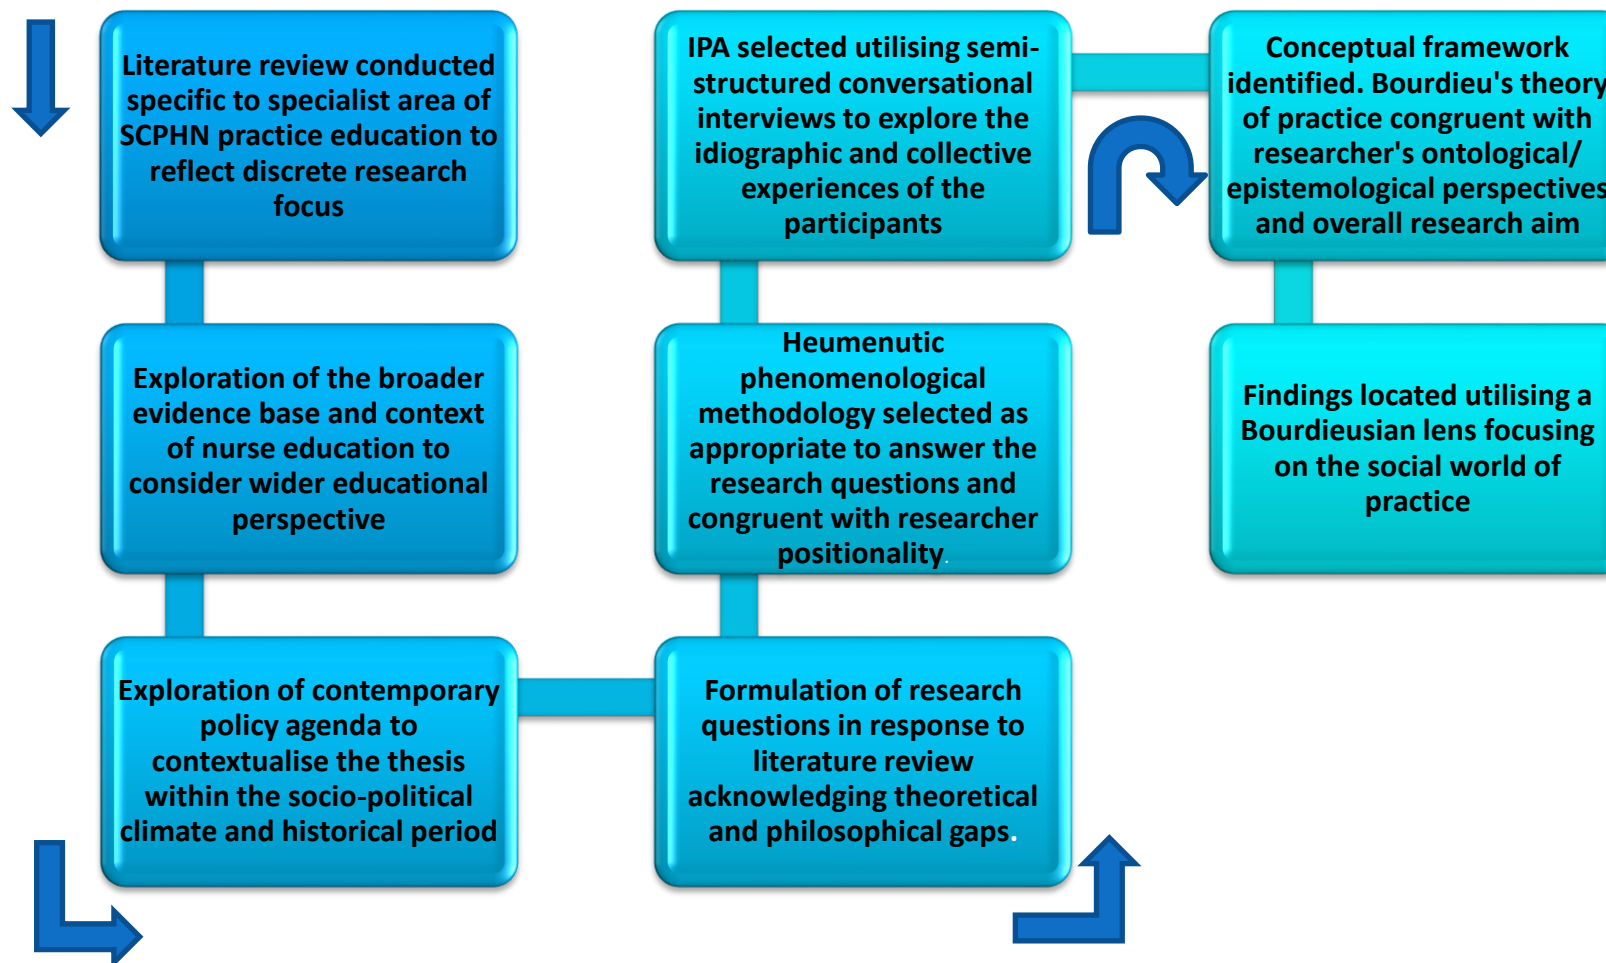 Literature review conducted
specific to specialist area of
SCPHN practice education to
reflect discrete research
focus
Exploration of the broader
evidence base and context
of nurse education to
consider wider educational
perspective
Exploration of contemporary
policy agenda to
contextualise the thesis
within the socio-political
climate and historical period
Formulation of research
questions in response to
literature review
acknowledging theoretical
and philosophical gaps.
Heumenutic
phenomenological
methodology selected as
appropriate to answer the
research questions and
congruent with researcher
positionality.
IPA selected utilising semi-
structured conversational
interviews to explore the
idiographic and collective
experiences of the
participants
Conceptual framework
identified. Bourdieu's theory
of practice congruent with
researcher's ontological/
epistemological perspectives
and overall research aim
Findings located utilising a
Bourdieusian lens focusing
on the social world of
practice